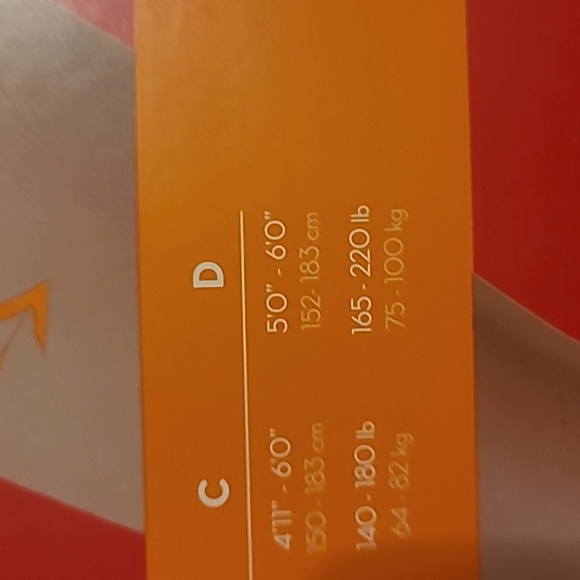 C D
4'11" - 6'0" 5'0" - 6'0"
150 - 183 cm 152 - 183 cm
140 - 180 lb 165 - 220 lb
64 - 82 kg 75 - 100 kg